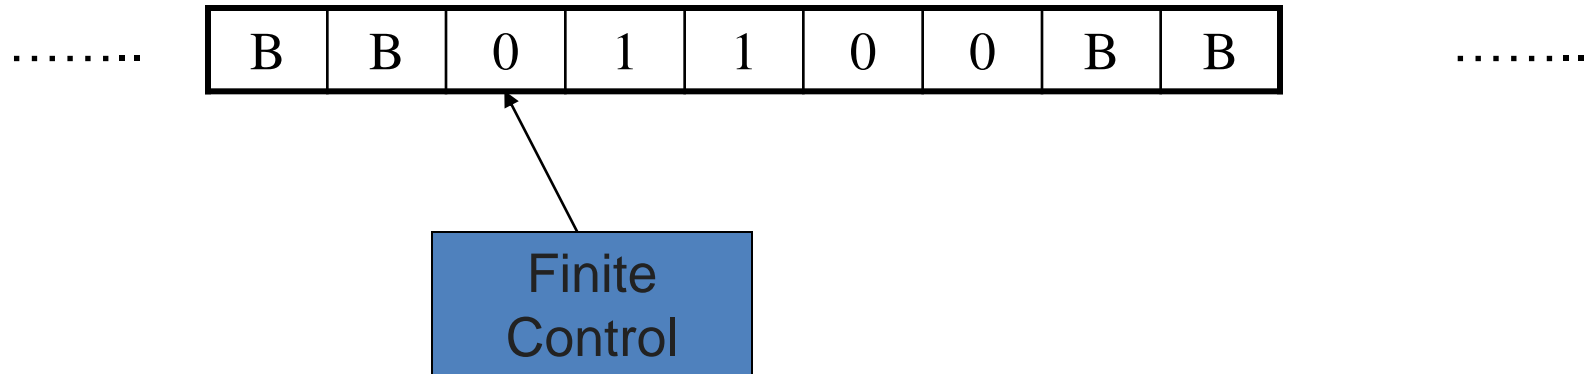 ........ B B 0 1 1 0 0 B B ........
Finite
Control